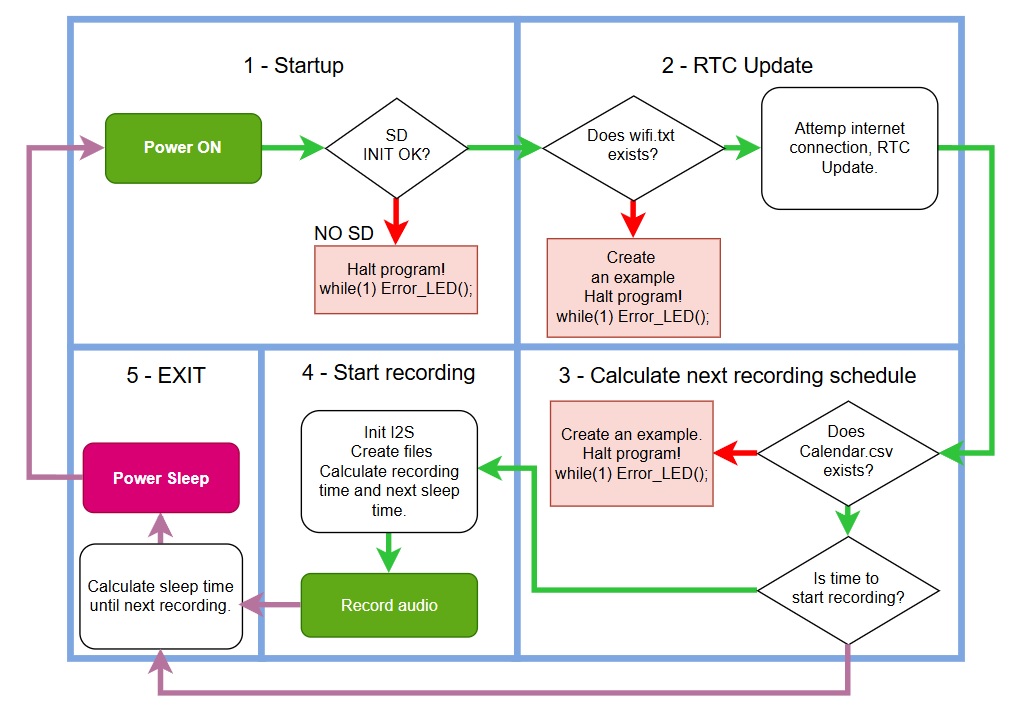 1 - Startup
Power ON
SD
INIT OK?
NO SD
Halt program!
while(1) Error_LED();
2 - RTC Update
Does wifi.txt
exists?
Attemp internet
connection, RTC
Update.
Create
an example
Halt program!
while(1) Error_LED();
3 - Calculate next recording schedule
Does
Calendar.csv
exists?
Create an example.
Halt program!
while(1) Error_LED();
Is time to
start recording?
4 - Start recording
Init I2S
Create files
Calculate recording
time and next sleep
time.
Record audio
5 - EXIT
Power Sleep
Calculate sleep time
until next recording.